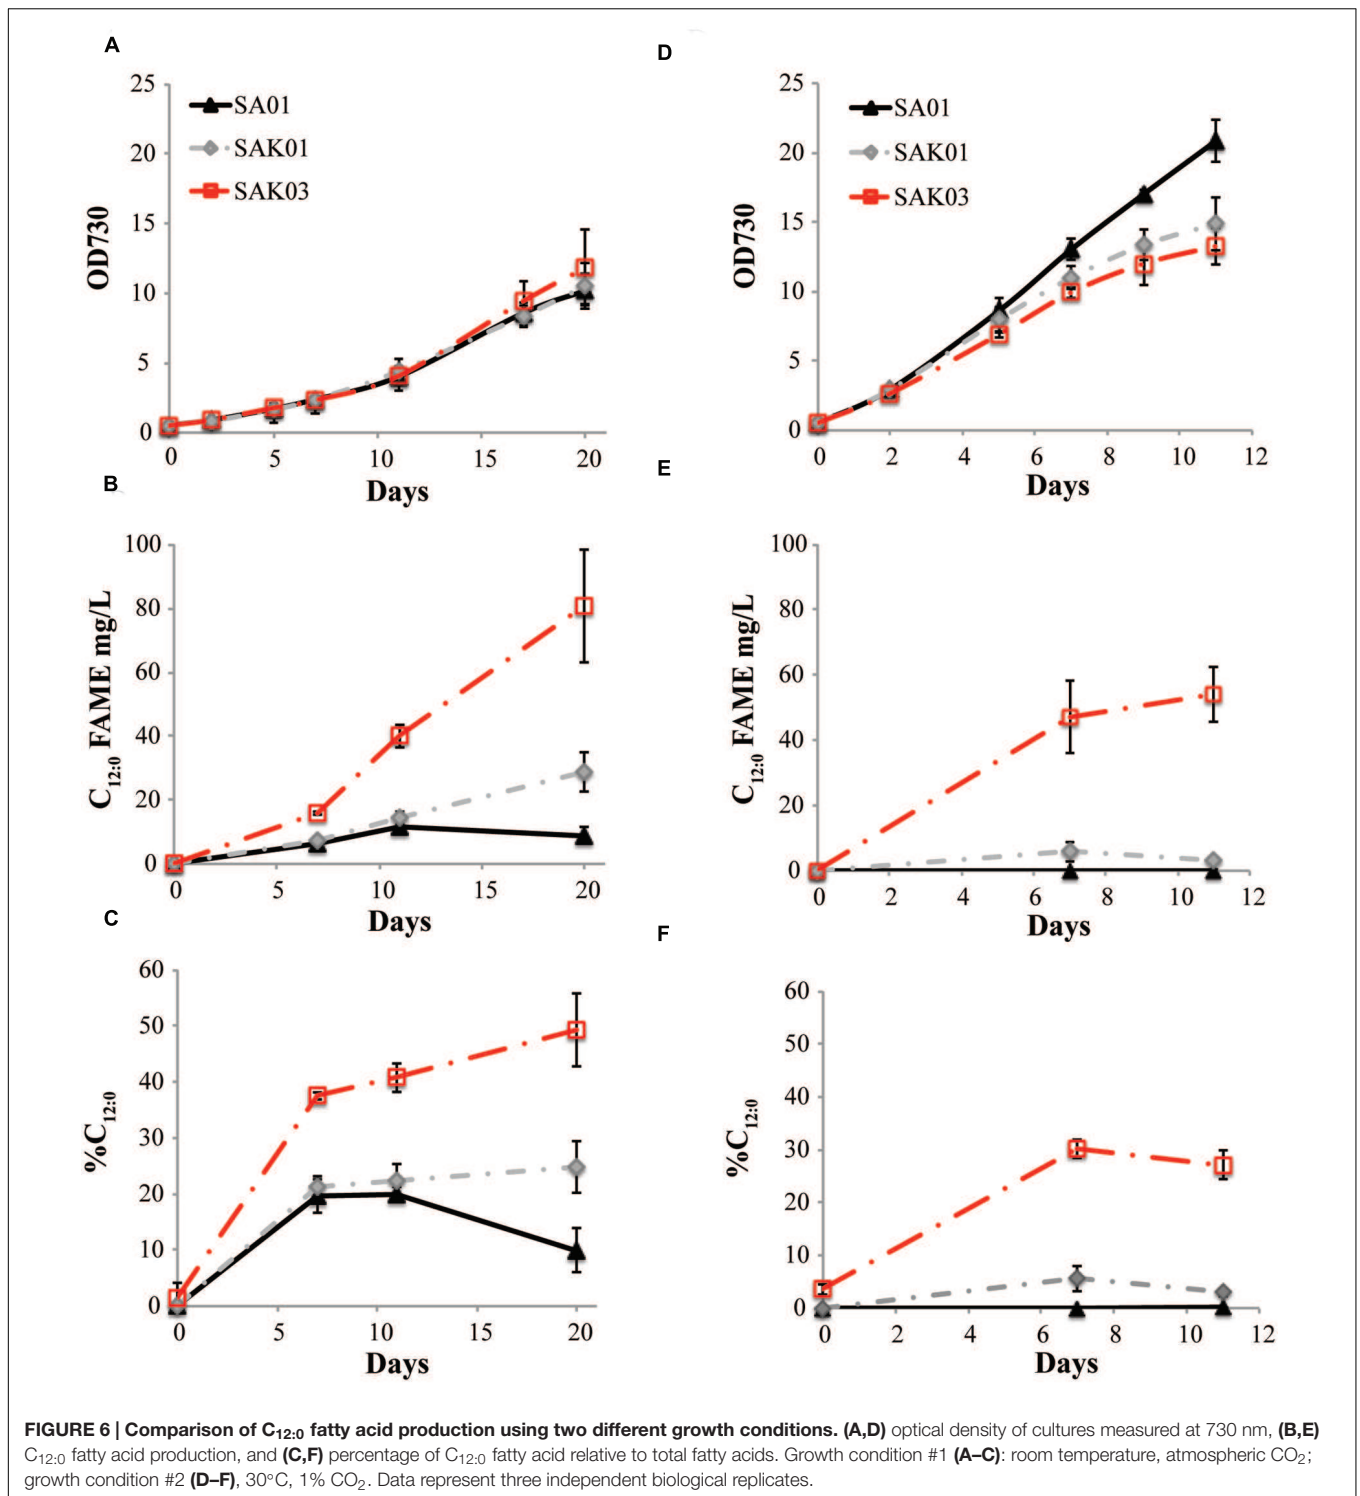 A
25
20
15
10
5
0
OD730
SA01
SAK01
SAK03
0 5 10 15 20
Days
D
25
20
15
10
5
0
OD730
SA01
SAK01
SAK03
0 2 4 6 8 10 12
Days
B
100
80
60
40
20
0
C12:0 FAME mg/L
0 5 10 15 20
Days
E
100
80
60
40
20
0
C12:0 FAME mg/L
0 2 4 6 8 10 12
Days
C
60
50
40
30
20
10
0
%C12:0
0 5 10 15 20
Days
F
60
50
40
30
20
10
0
%C12:0
0 2 4 6 8 10 12
Days
FIGURE 6 | Comparison of C12:0 fatty acid production using two different growth conditions. (A,D) optical density of cultures measured at 730 nm, (B,E)
C12:0 fatty acid production, and (C,F) percentage of C12:0 fatty acid relative to total fatty acids. Growth condition #1 (A–C): room temperature, atmospheric CO2;
growth condition #2 (D–F), 30°C, 1% CO2. Data represent three independent biological replicates.